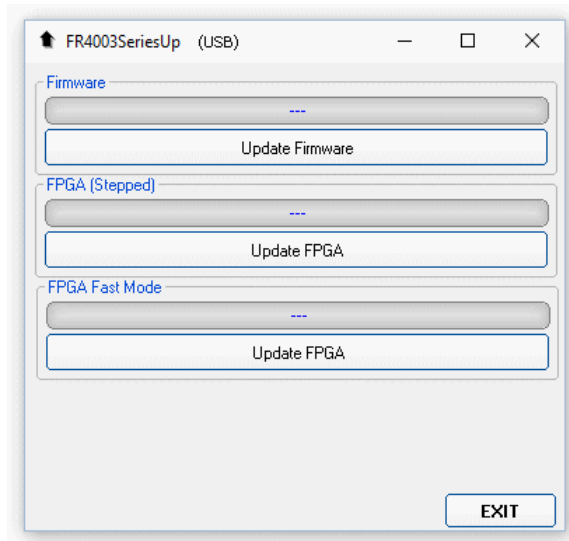 FR4003SeriesUp (USB)
Firmware
---
Update Firmware
FPGA (Stepped)
---
Update FPGA
FPGA Fast Mode
---
Update FPGA
EXIT